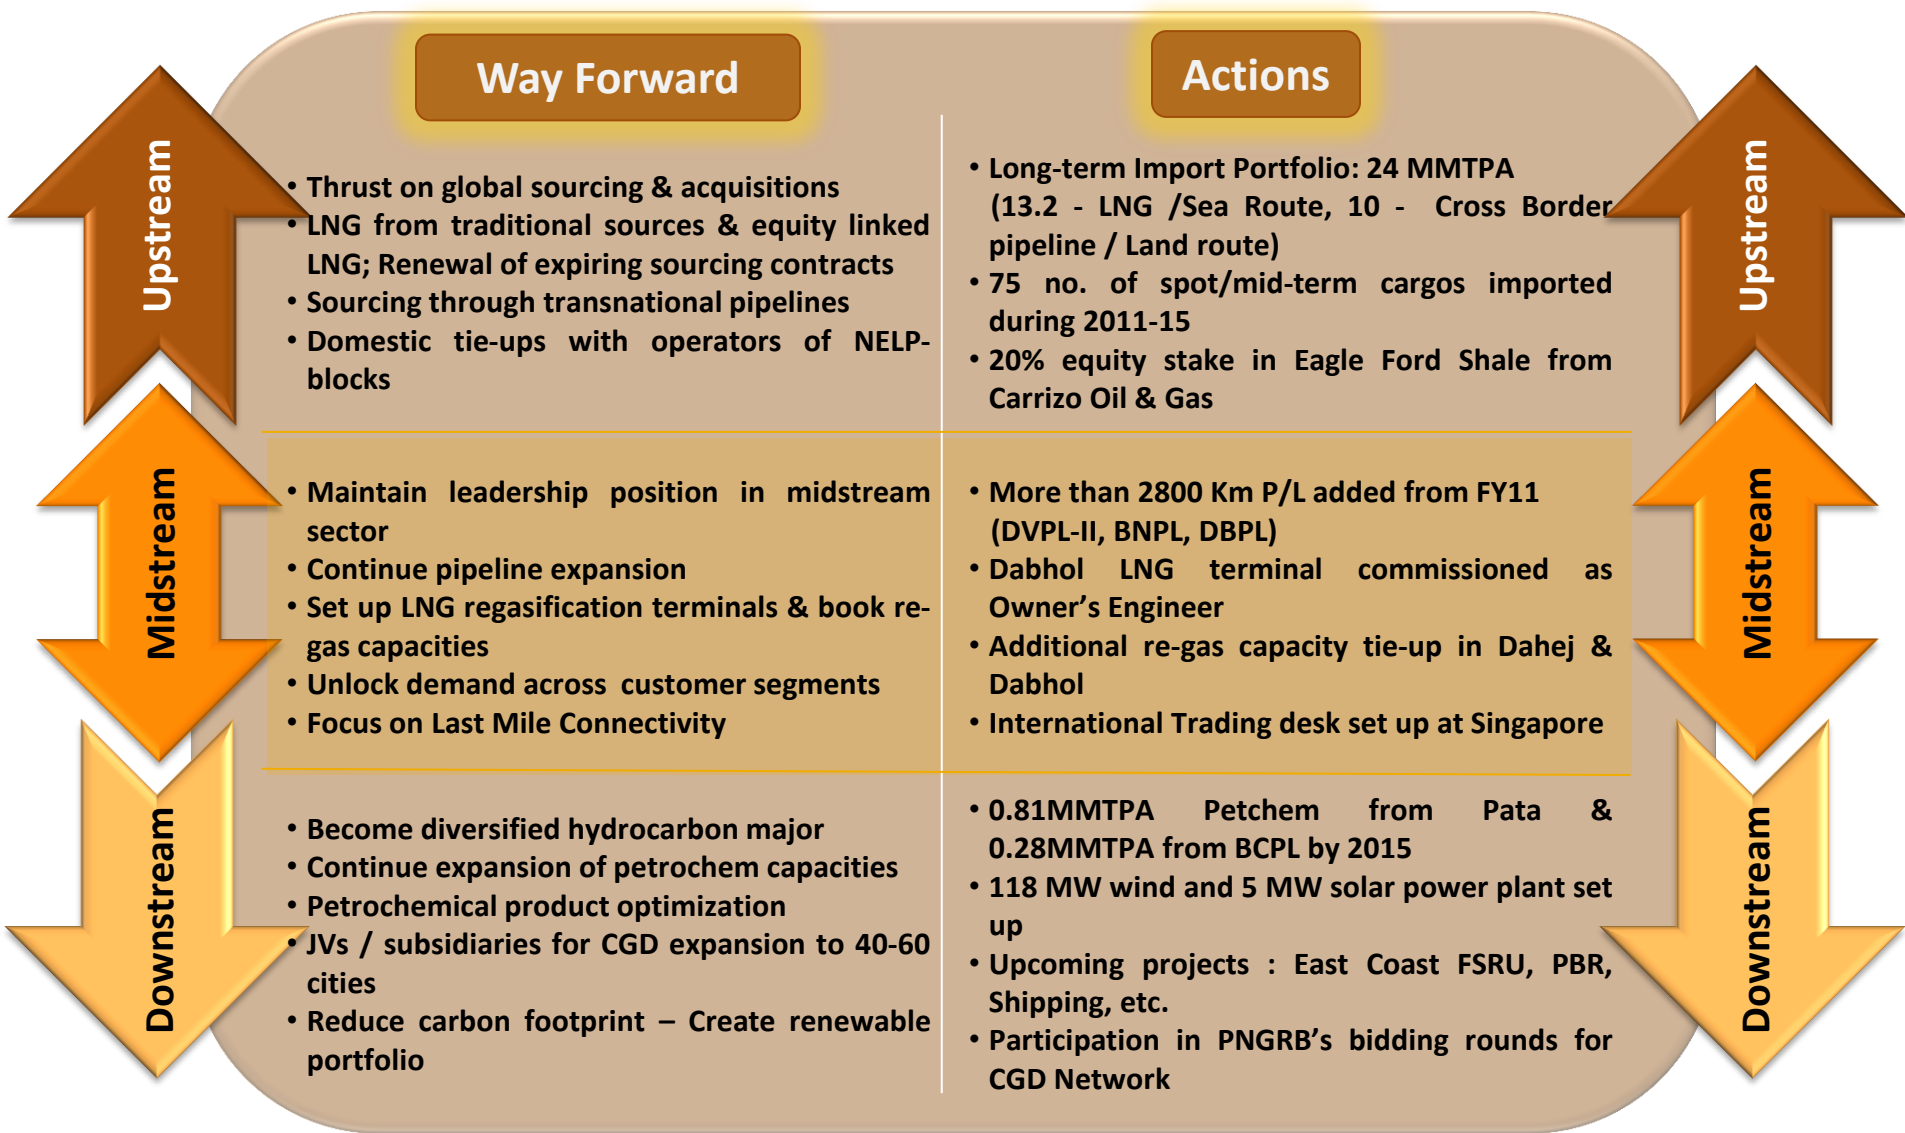 Way Forward
Actions
Upstream
• Thrust on global sourcing & acquisitions
• LNG from traditional sources & equity linked
LNG; Renewal of expiring sourcing contracts
• Sourcing through transnational pipelines
• Domestic tie-ups with operators of NELP-
blocks
• Long-term Import Portfolio: 24 MMTPA
(13.2 - LNG /Sea Route, 10 - Cross Border
pipeline / Land route)
• 75 no. of spot/mid-term cargos imported
during 2011-15
• 20% equity stake in Eagle Ford Shale from
Carrizo Oil & Gas
Upstream
Midstream
• Maintain leadership position in midstream
sector
• Continue pipeline expansion
• Set up LNG regasification terminals & book re-
gas capacities
• Unlock demand across customer segments
• Focus on Last Mile Connectivity
• More than 2800 Km P/L added from FY11
(DVPL-II, BNPL, DBPL)
• Dabhol LNG terminal commissioned as
Owner’s Engineer
• Additional re-gas capacity tie-up in Dahej &
Dabhol
• International Trading desk set up at Singapore
Midstream
Downstream
• Become diversified hydrocarbon major
• Continue expansion of petrochem capacities
• Petrochemical product optimization
• JVs / subsidiaries for CGD expansion to 40-60
cities
• Reduce carbon footprint – Create renewable
portfolio
• 0.81MMTPA Petchem from Pata &
0.28MMTPA from BCPL by 2015
• 118 MW wind and 5 MW solar power plant set
up
• Upcoming projects : East Coast FSRU, PBR,
Shipping, etc.
• Participation in PNGRB’s bidding rounds for
CGD Network
Downstream